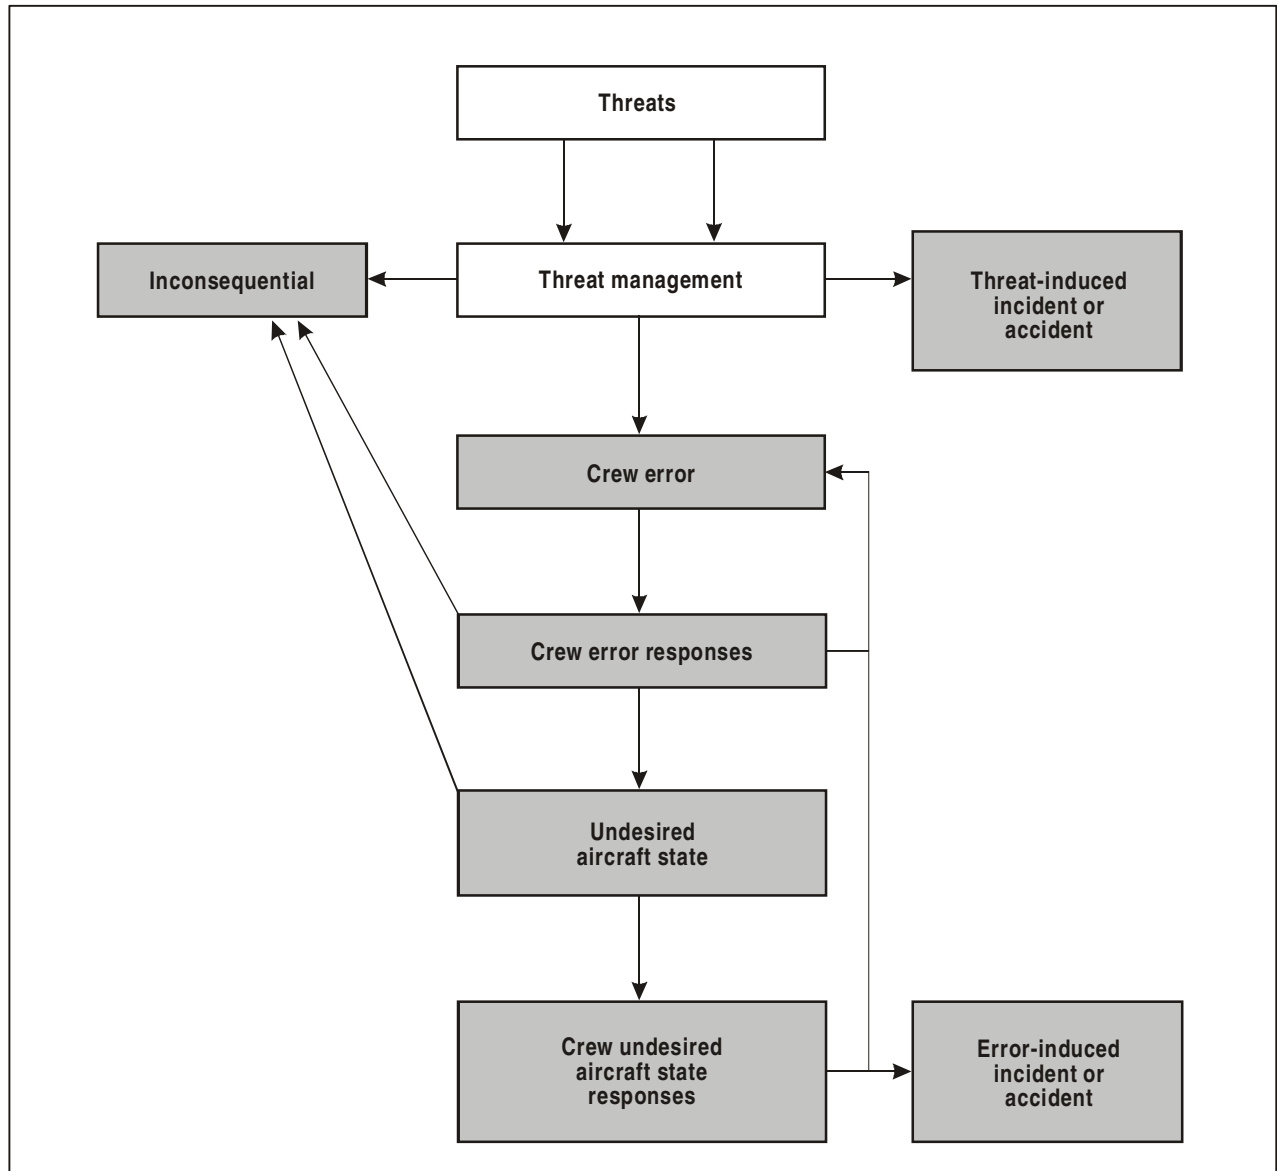 Threats
Inconsequential
Threat management
Threat-induced
incident or
accident
Crew error
Crew error responses
Undesired
aircraft state
Crew undesired
aircraft state
responses
Error-induced
incident or
accident